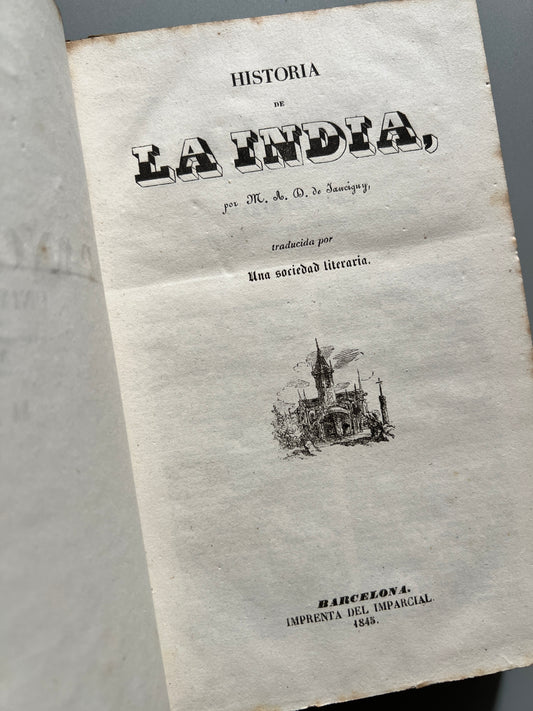 HISTORIA
DE
LA INDIA,
por M. A. D. de Jancigny,
traducida por
Una sociedad literaria.
BARCELONA.
IMPRENTA DEL IMPARCIAL.
1845.